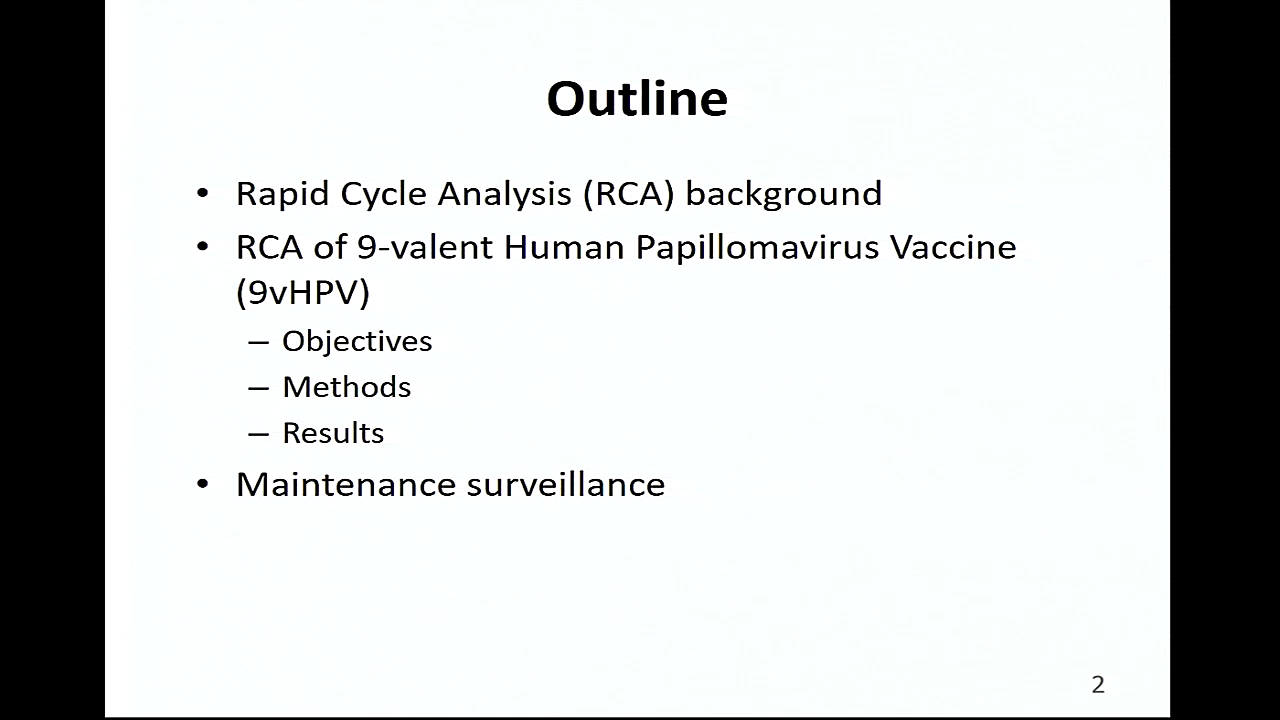 Outline
• Rapid Cycle Analysis (RCA) background
• RCA of 9-valent Human Papillomavirus Vaccine
(9vHPV)
– Objectives
– Methods
– Results
• Maintenance surveillance
2